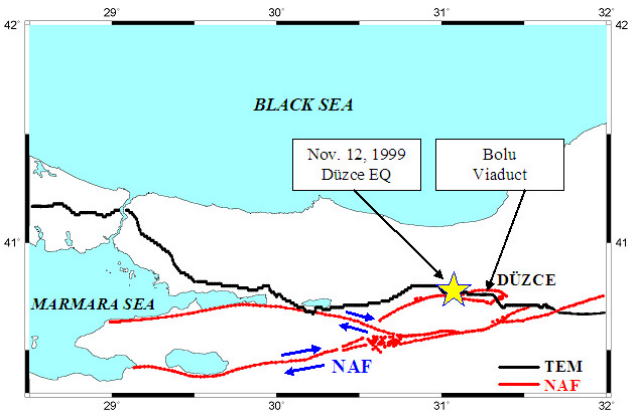 29° 30° 31° 32°
42° 42°
BLACK SEA
Nov. 12, 1999
Düzce EQ
Bolu
Viaduct
41° 41°
DÜZCE
MARMARA SEA
NAF
TEM
NAF
29° 30° 31° 32°